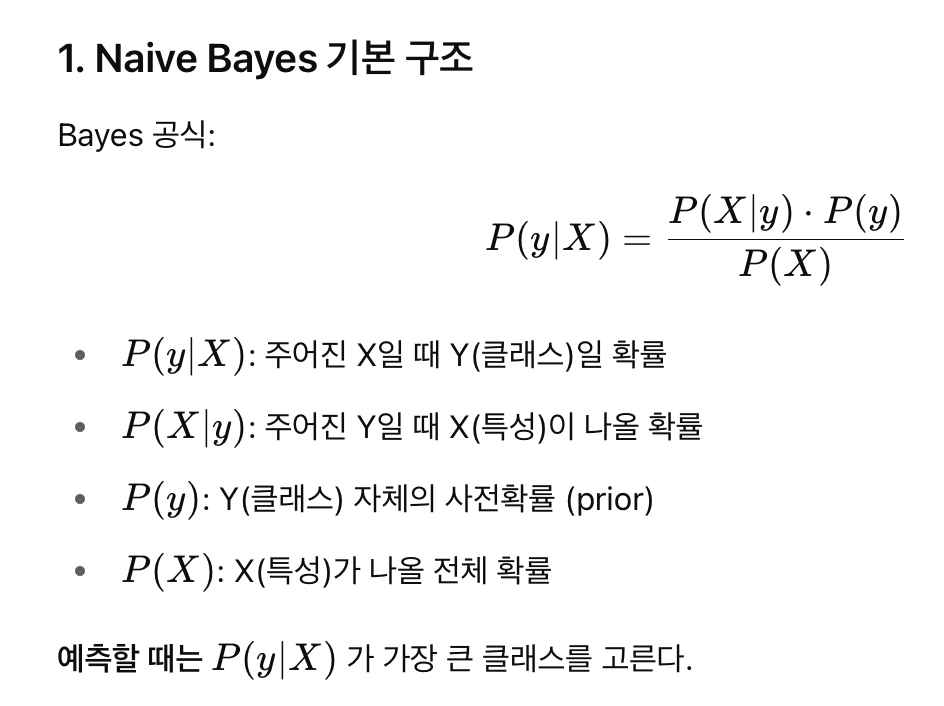 1. Naive Bayes 기본 구조
Bayes 공식:
P(y|X) = P(X|y) · P(y) / P(X)
• P(y|X): 주어진 X일 때 Y(클래스)일 확률
• P(X|y): 주어진 Y일 때 X(특성)이 나올 확률
• P(y): Y(클래스) 자체의 사전확률 (prior)
• P(X): X(특성)가 나올 전체 확률
예측할 때는 P(y|X) 가 가장 큰 클래스를 고른다.